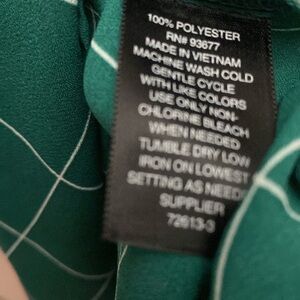 100% POLYESTER
RN# 93677
MADE IN VIETNAM
MACHINE WASH COLD
GENTLE CYCLE
WITH LIKE COLORS
USE ONLY NON-
CHLORINE BLEACH
WHEN NEEDED
TUMBLE DRY LOW
IRON ON LOWEST
SETTING AS NEEDED
SUPPLIER
72613-3